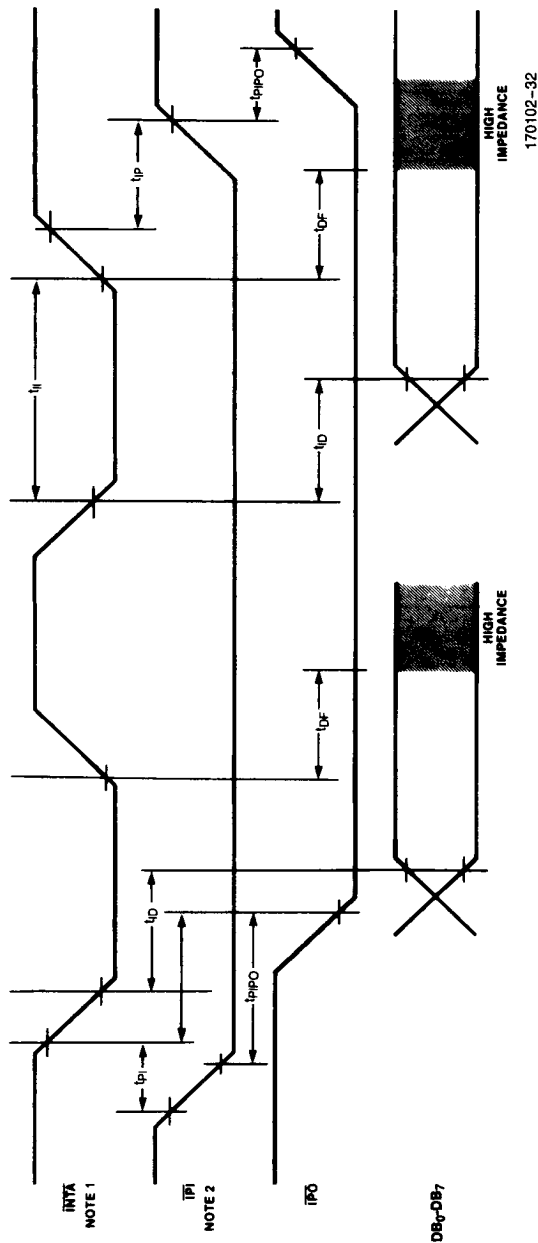 INTA
NOTE 1
tII
tPI
tID
tIP
IPI
NOTE 2
tPIPO
tDF
tID
tDF
tPIPO
IPO
DB0-DB7
HIGH
IMPEDANCE
HIGH
IMPEDANCE
170102-32